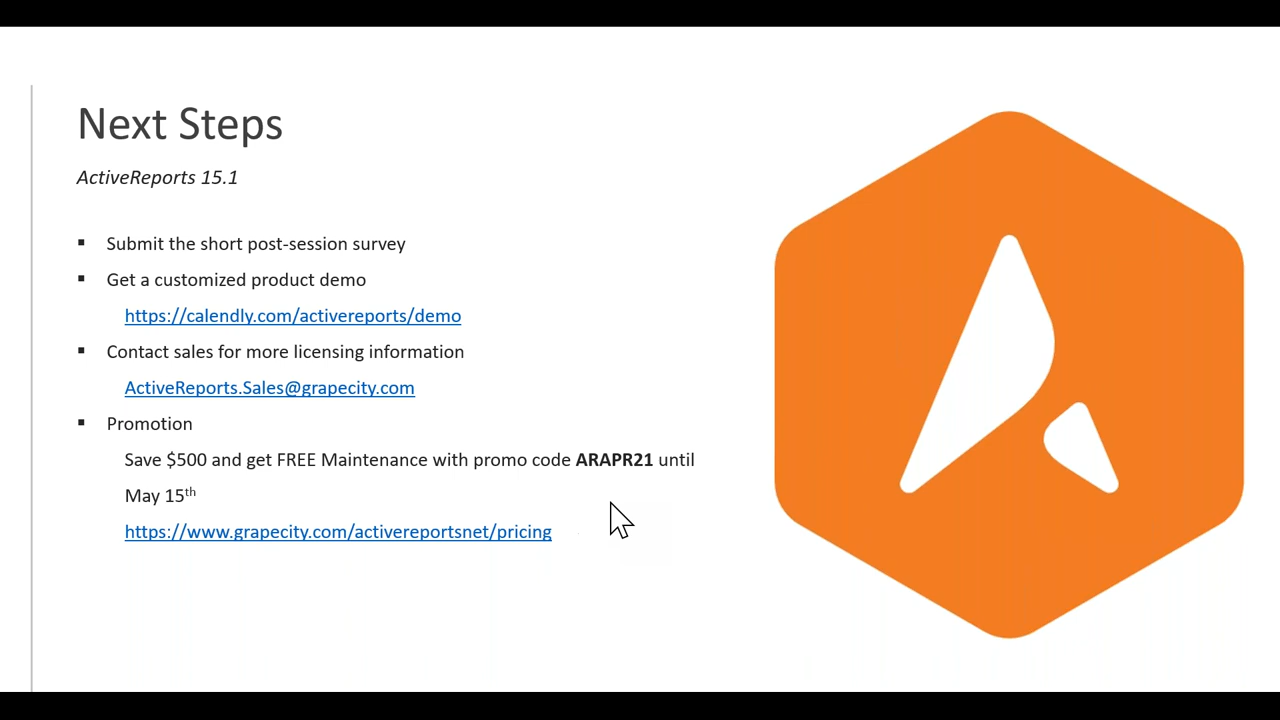 Next Steps
ActiveReports 15.1
▪ Submit the short post-session survey
▪ Get a customized product demo
https://calendly.com/activereports/demo
▪ Contact sales for more licensing information
ActiveReports.Sales@grapecity.com
▪ Promotion
Save $500 and get FREE Maintenance with promo code ARAPR21 until
May 15th
https://www.grapecity.com/activereportsnet/pricing